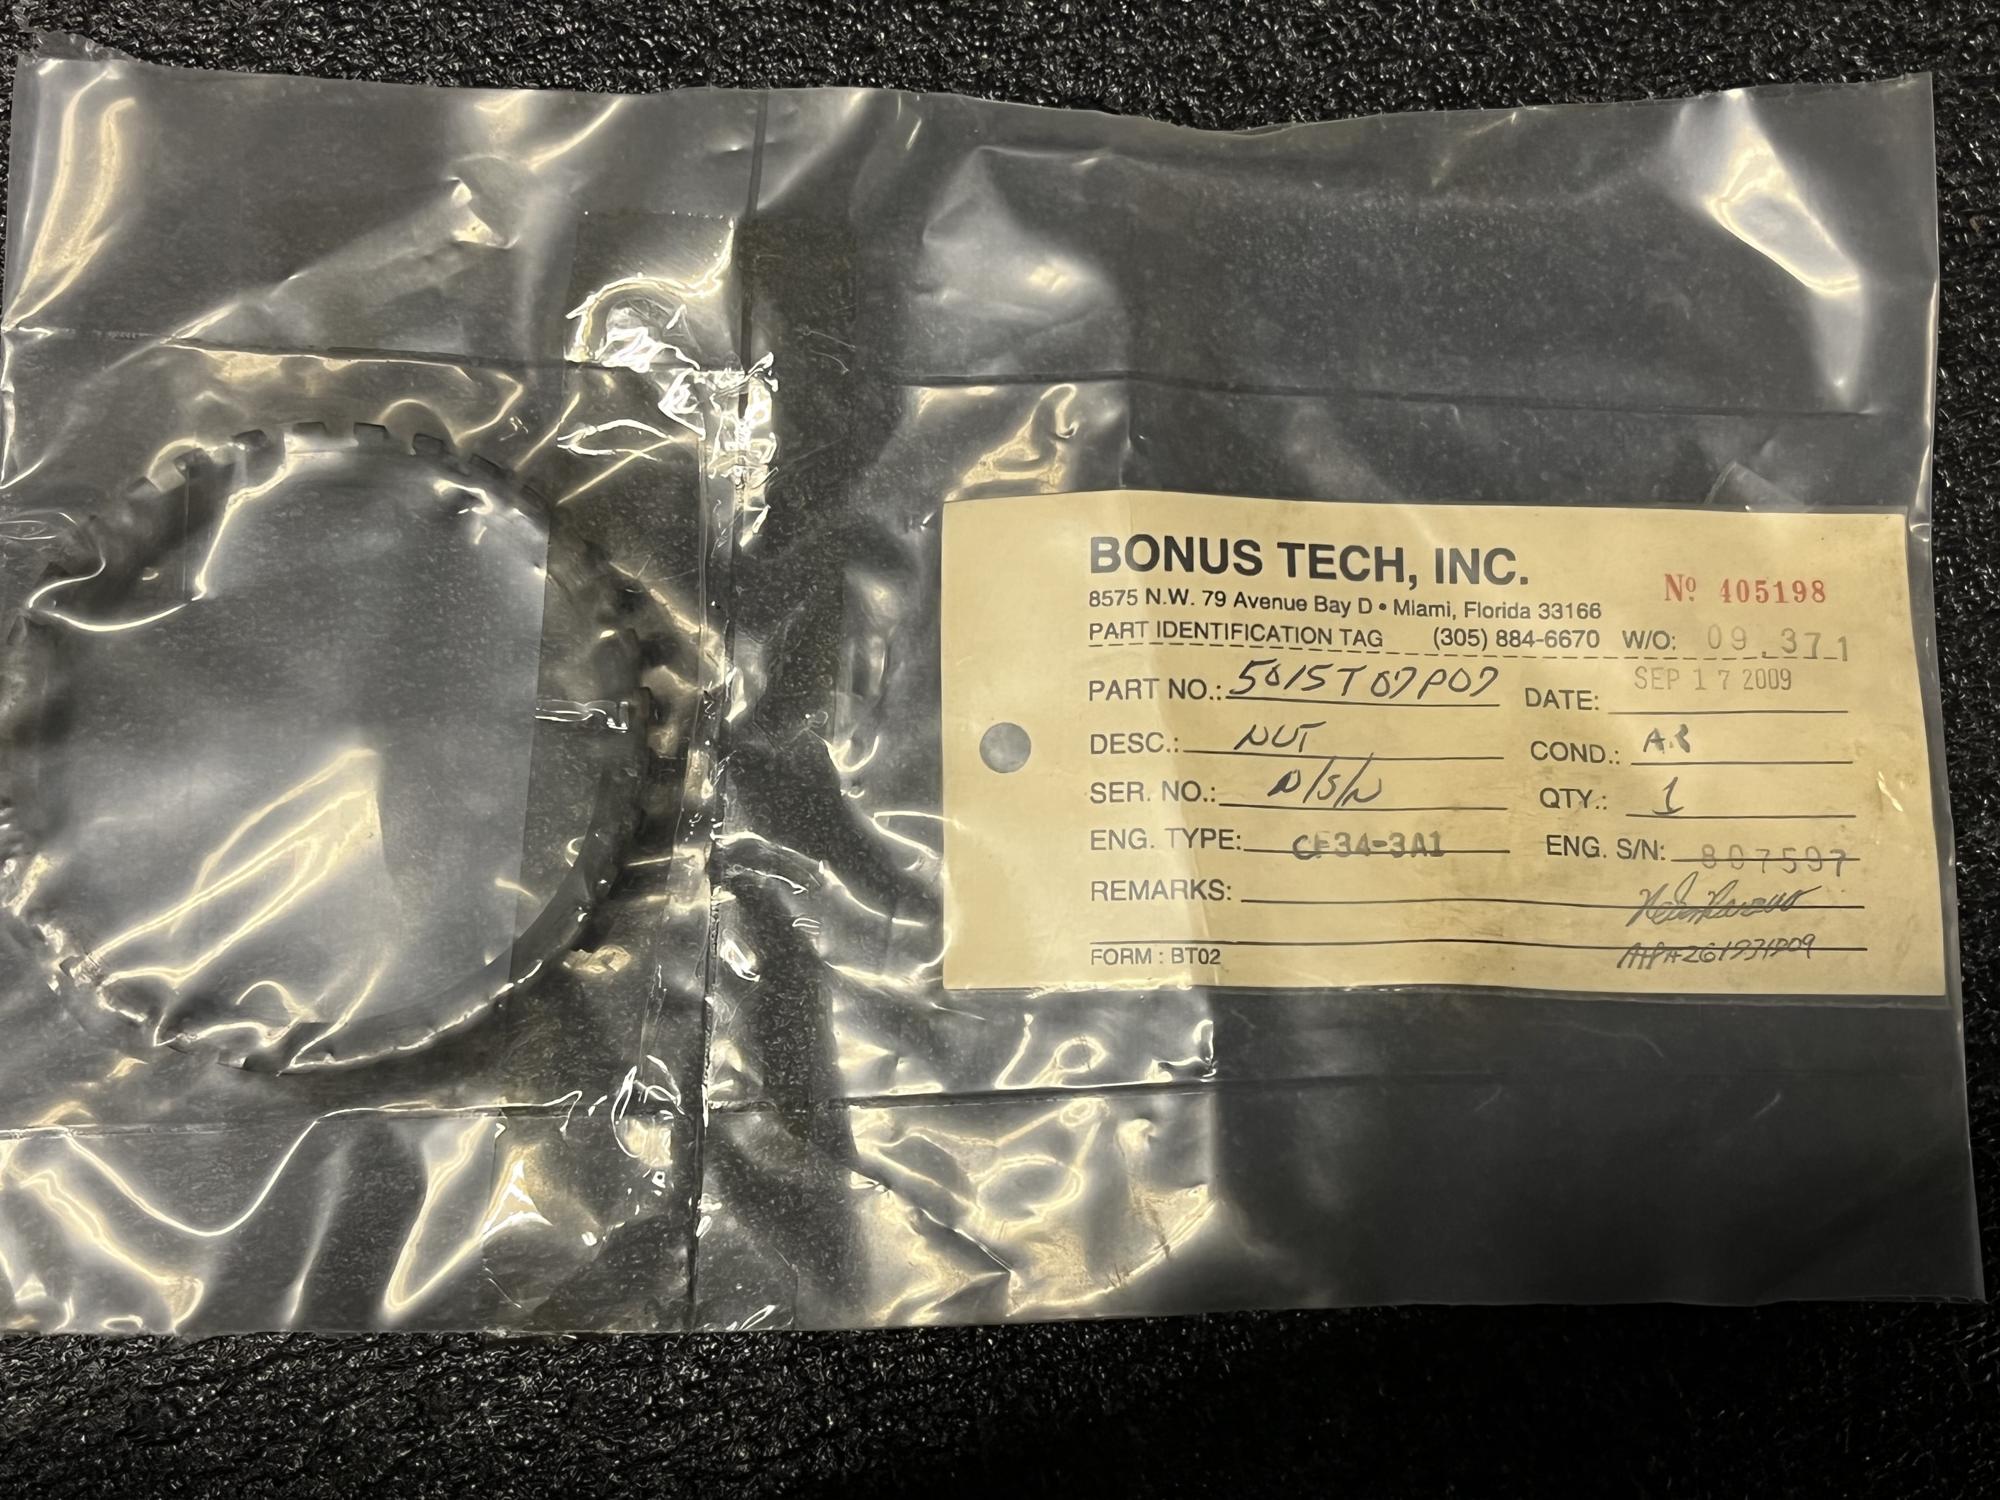 BONUS TECH, INC.
Nº 405198
8575 N.W. 79 Avenue Bay D • Miami, Florida 33166
PART IDENTIFICATION TAG (305) 884-6670 W/O: 09.371
PART NO.: 5015T07P07 DATE: SEP 17 2009
DESC.: NUT COND.: A.R
SER. NO.: N/S/N QTY.: 1
ENG. TYPE: CF34-3A1 ENG. S/N: 807597
REMARKS:
FORM : BT02